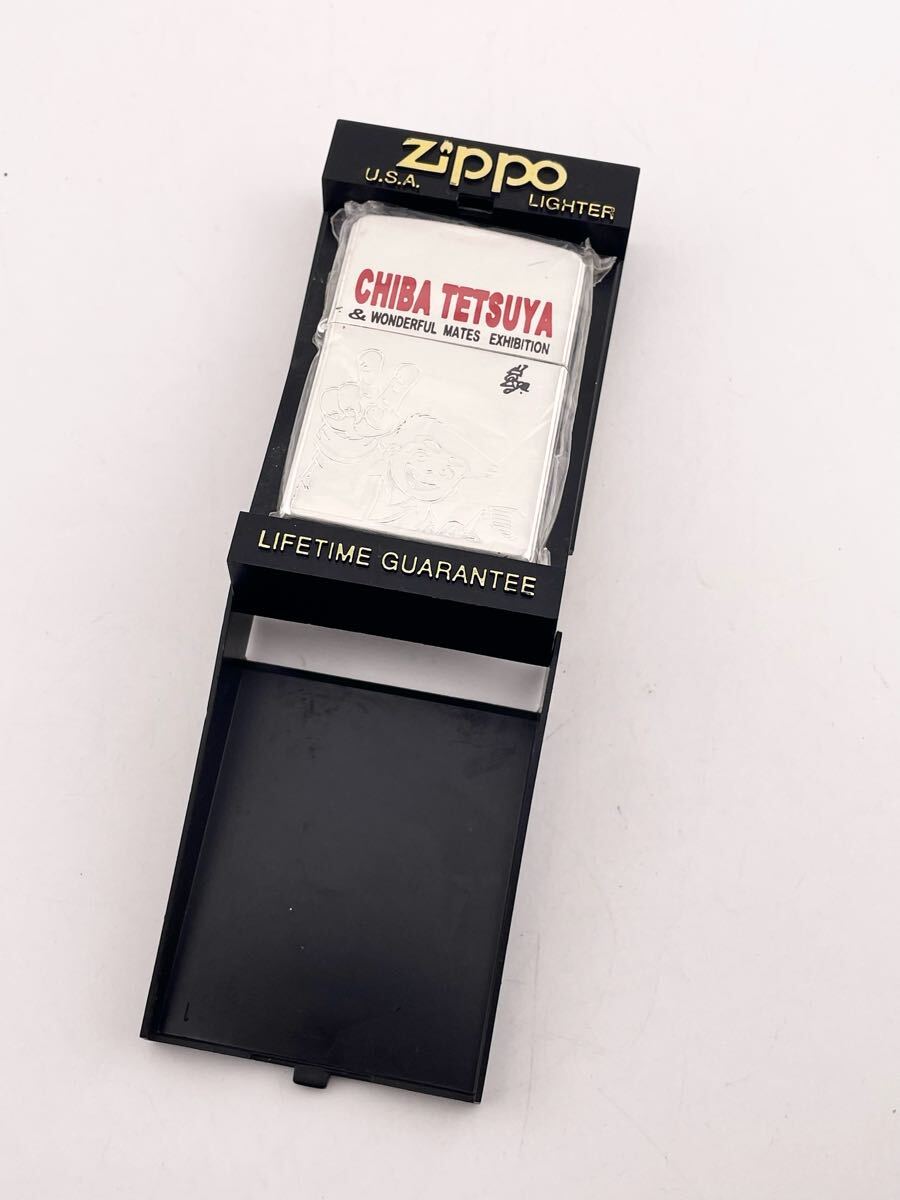 Zippo
U.S.A.
LIGHTER
CHIBA TETSUYA
& WONDERFUL MATES EXHIBITION
LIFETIME GUARANTEE